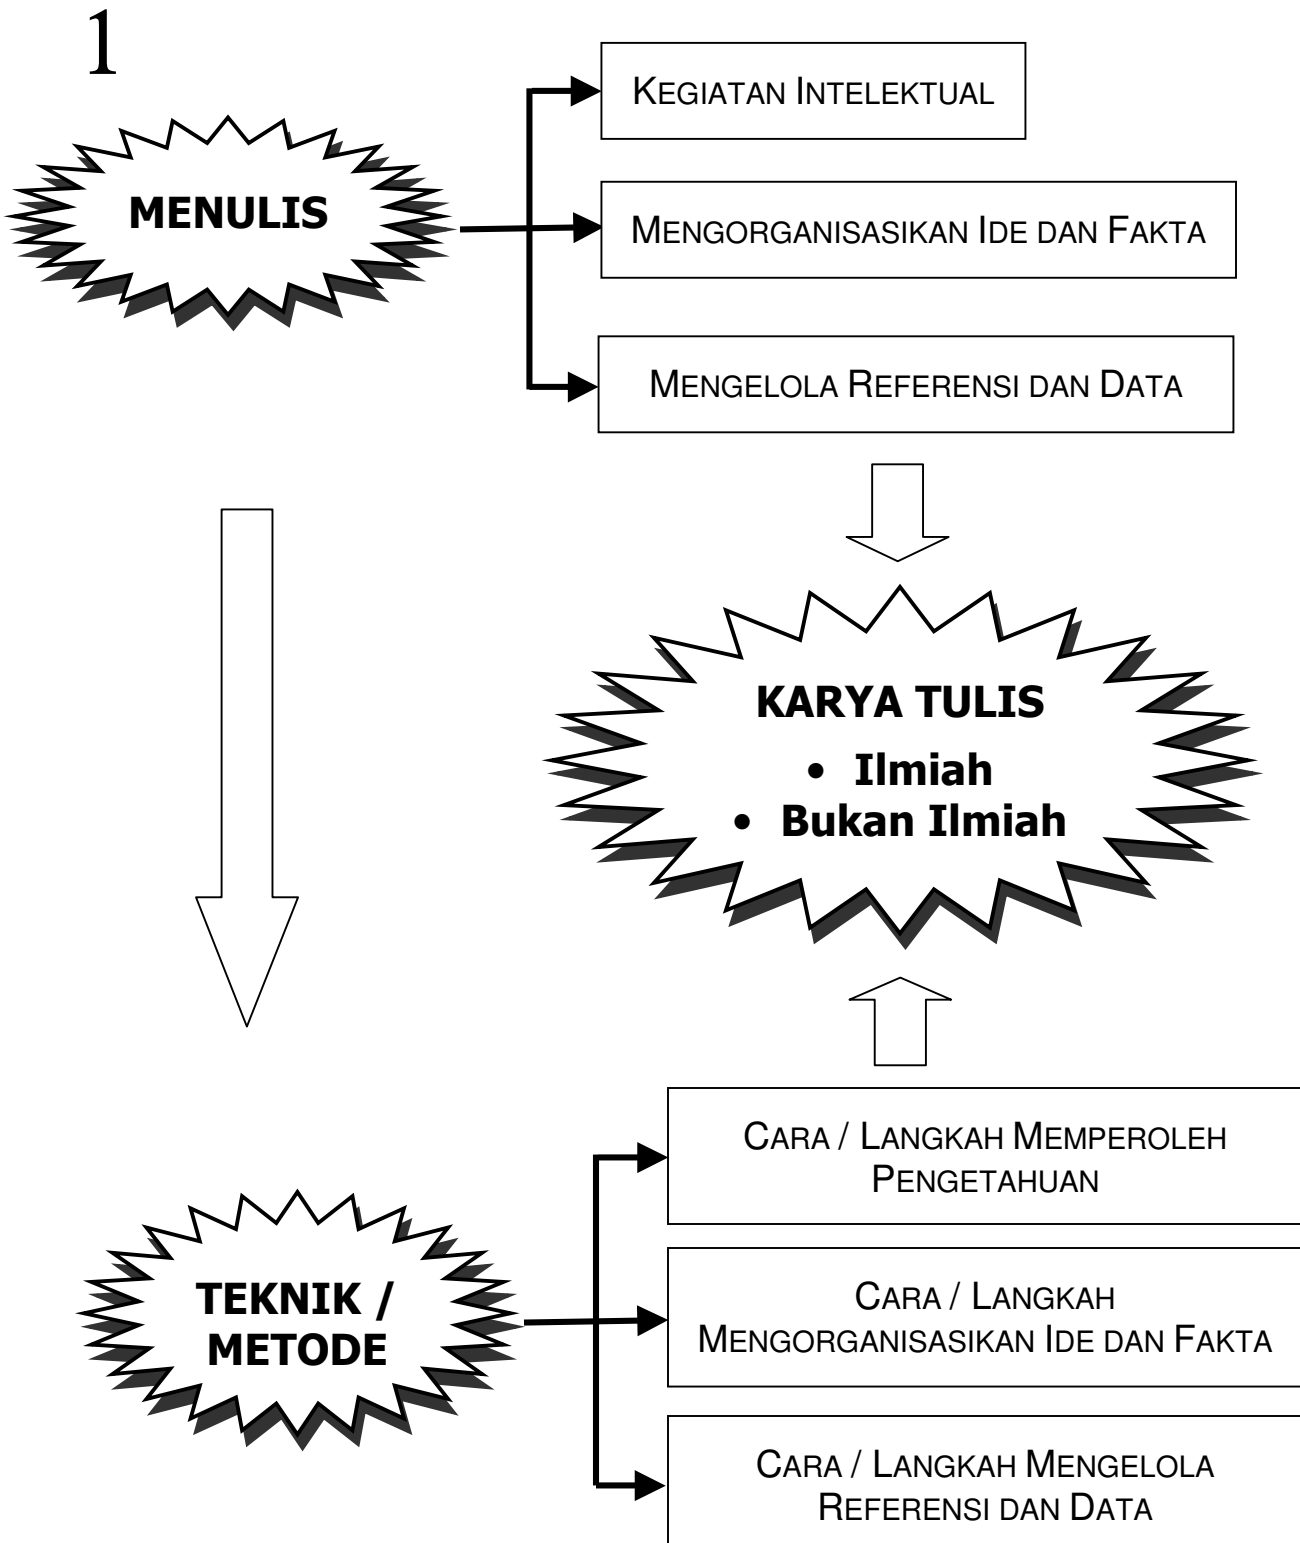 1
MENULIS
KEGIATAN INTELEKTUAL
MENGORGANISASIKAN IDE DAN FAKTA
MENGELOLA REFERENSI DAN DATA
KARYA TULIS
• Ilmiah
• Bukan Ilmiah
TEKNIK /
METODE
CARA / LANGKAH MEMPEROLEH
PENGETAHUAN
CARA / LANGKAH
MENGORGANISASIKAN IDE DAN FAKTA
CARA / LANGKAH MENGELOLA
REFERENSI DAN DATA